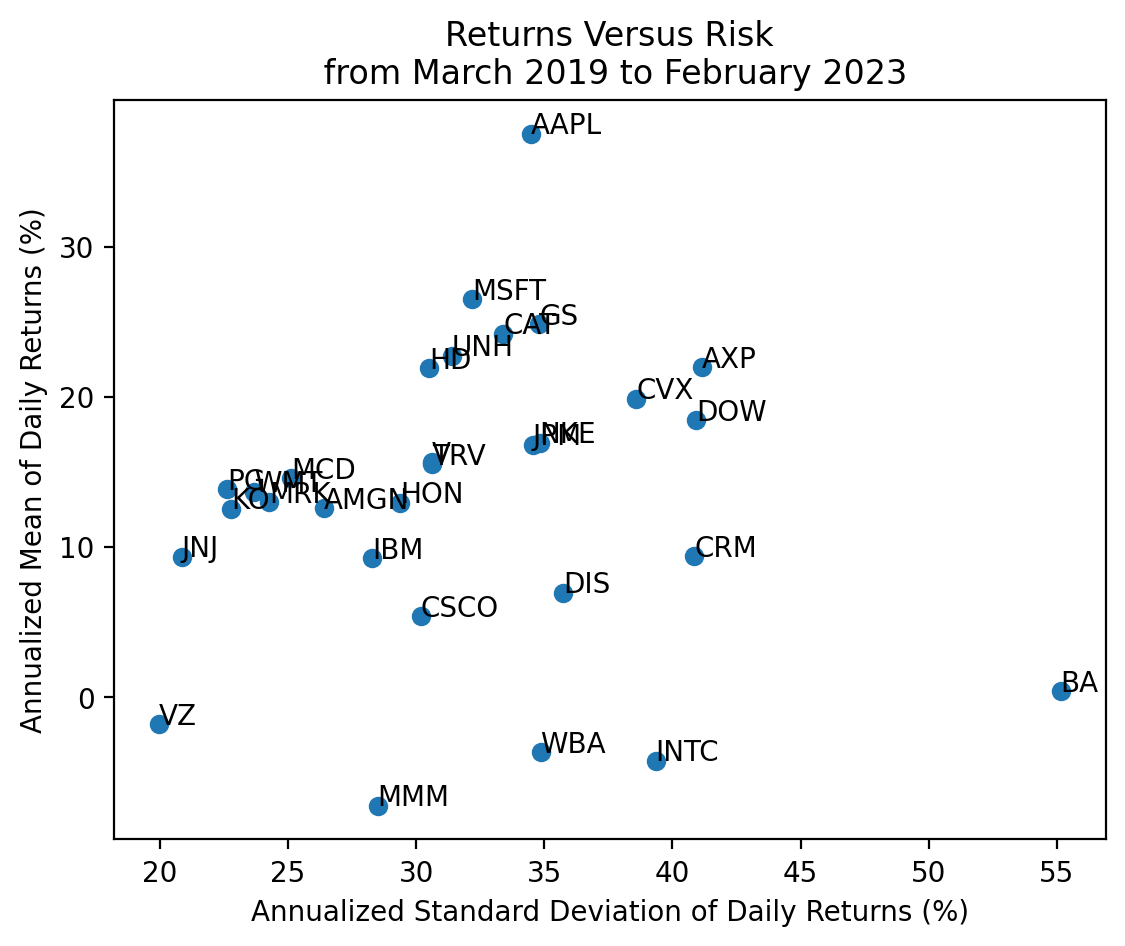 Returns Versus Risk
from March 2019 to February 2023
Annualized Mean of Daily Returns (%)
30
20
10
0
AAPL
MSFT
GS
CAT
UNH
HD
AXP
CVX
DOW
NKE
JPM
V
TRV
MCD
PG
WMT
MRK
KO
AMGN
HON
JNJ
IBM
CRM
DIS
CSCO
BA
VZ
WBA
INTC
MMM
20 25 30 35 40 45 50 55
Annualized Standard Deviation of Daily Returns (%)